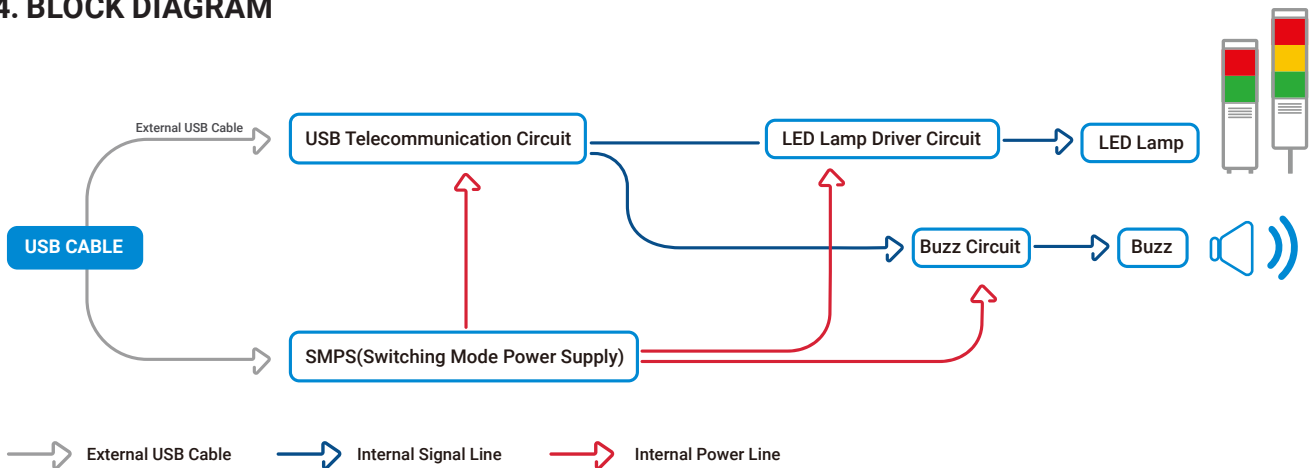 4. BLOCK DIAGRAM
External USB Cable
USB Telecommunication Circuit
LED Lamp Driver Circuit
LED Lamp
USB CABLE
Buzz Circuit
Buzz
SMPS(Switching Mode Power Supply)
External USB Cable
Internal Signal Line
Internal Power Line